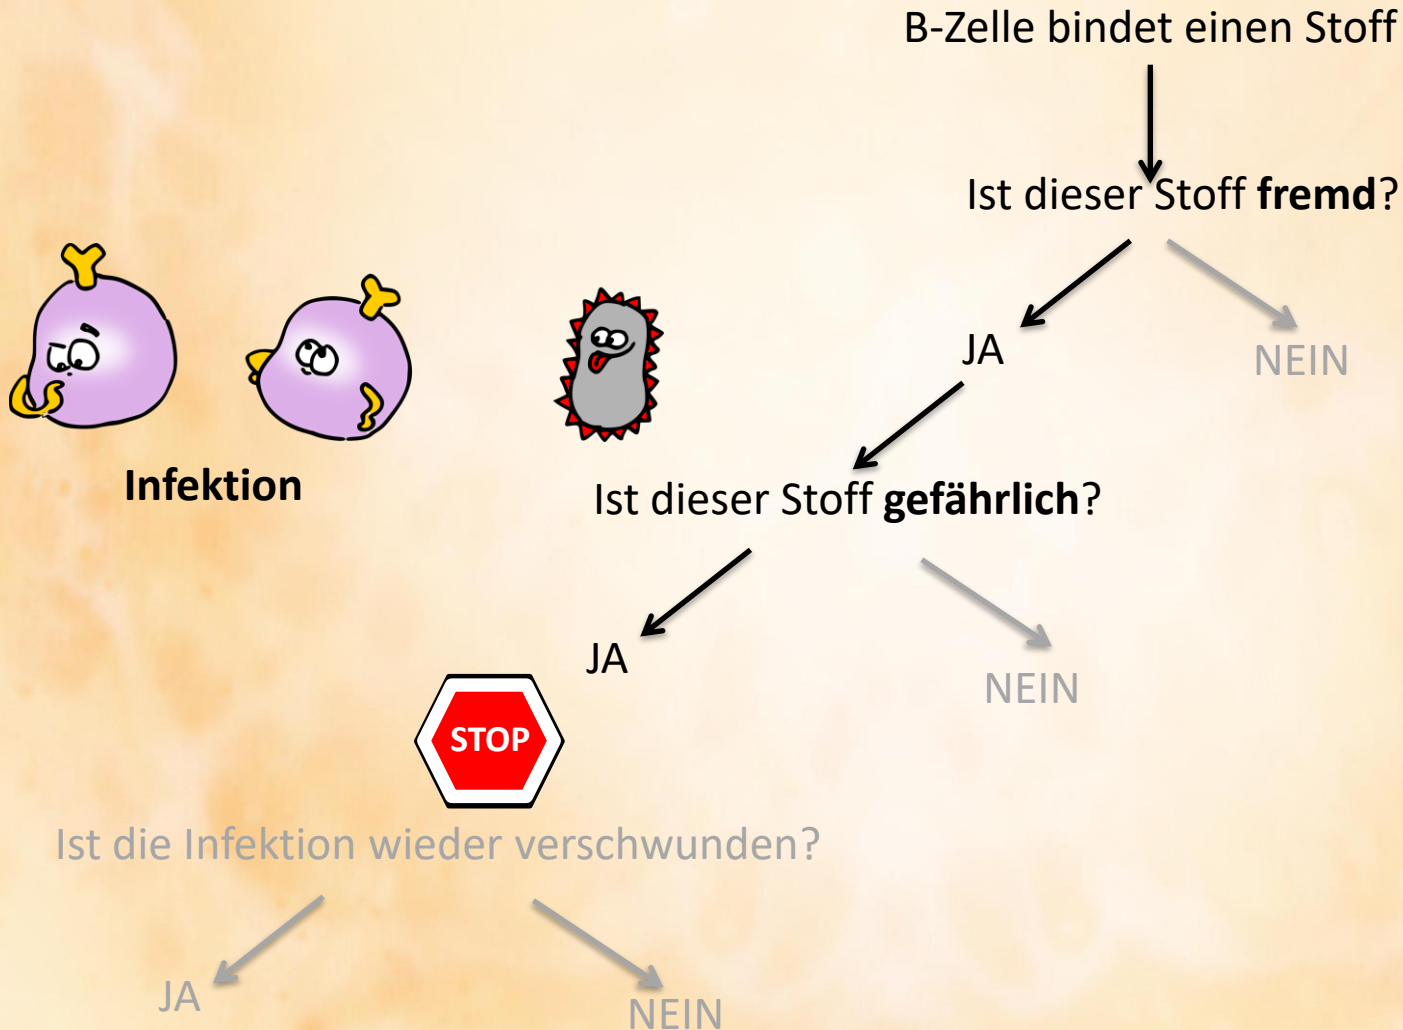 B-Zelle bindet einen Stoff
Ist dieser Stoff fremd?
JA
NEIN
Infektion
Ist dieser Stoff gefährlich?
JA
NEIN
STOP
Ist die Infektion wieder verschwunden?
JA
NEIN